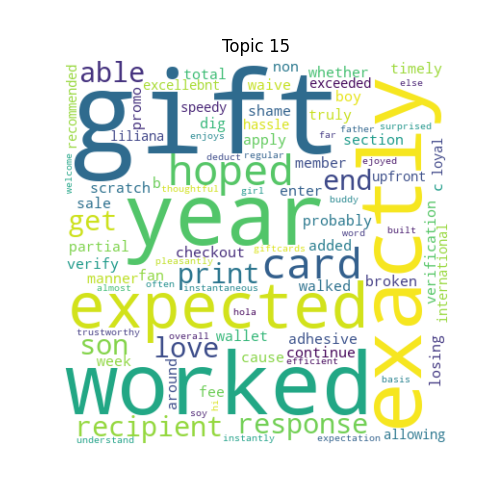 Topic 15
gift
exactly
year
worked
expected
hoped
card
able
end
get
print
son
love
recipient
response
recommended
excellebnt
total
non
whether
exceeded
timely
else
promo
speedy
waive
boy
shame
truly
liliana
enjoys
dig
hassle
apply
far
father
surprised
section
c
loyal
deduct
regular
ejoyed
member
upfront
welcome
scratch
b
thoughtful
girl
enter
buddy
sale
probably
word
built
verification
international
partial
checkout
added
giftcards
verify
manner
fan
pleasantly
walked
broken
almost
often
instantaneous
hola
trustworthy
overall
wallet
adhesive
cause
continue
efficient
week
around
losing
fee
basis
hi
soy
understand
instantly
expectation
allowing